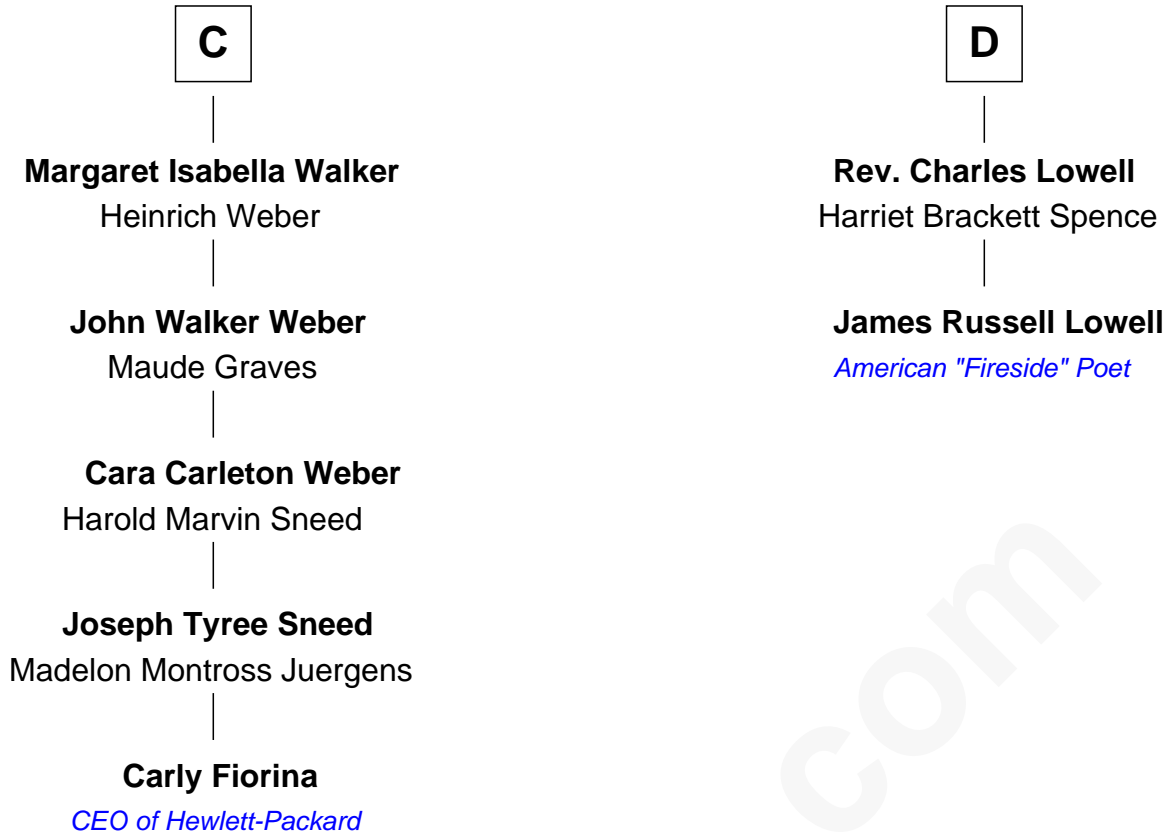 C
Margaret Isabella Walker
Heinrich Weber
John Walker Weber
Maude Graves
Cara Carleton Weber
Harold Marvin Sneed
Joseph Tyree Sneed
Madelon Montross Juergens
Carly Fiorina
CEO of Hewlett-Packard
D
Rev. Charles Lowell
Harriet Brackett Spence
James Russell Lowell
American "Fireside" Poet
com